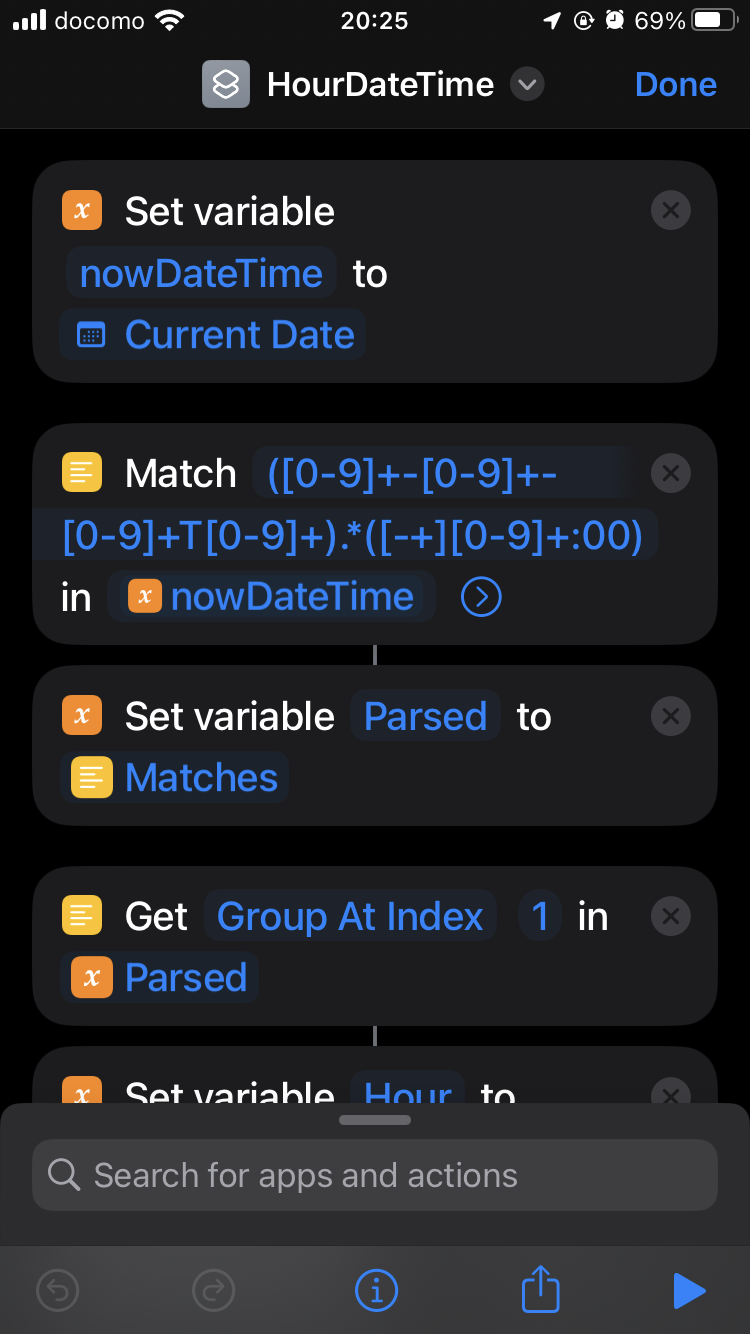 docomo 20:25 69%
HourDateTime Done
Set variable
nowDateTime to
Current Date
Match ([0-9]+-[0-9]+-
[0-9]+T[0-9]+).*([-+][0-9]+:00)
in x nowDateTime
x Set variable Parsed to
Matches
Get Group At Index 1 in
x Parsed
x Set variable Hour to
Search for apps and actions